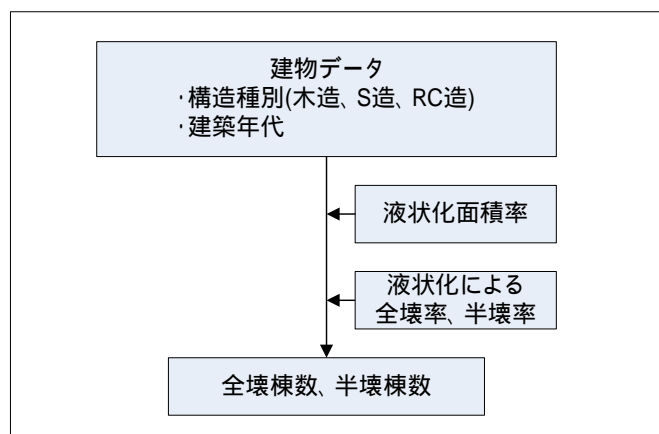 建物データ
・構造種別(木造、S造、RC造)
・建築年代
液状化面積率
液状化による
全壊率、半壊率
全壊棟数、半壊棟数